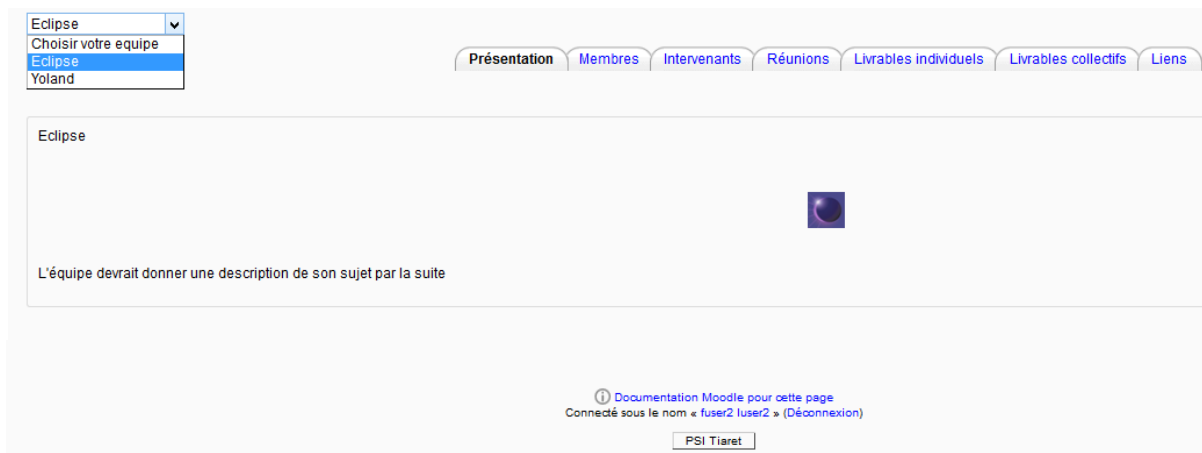 Eclipse
Choisir votre equipe
Eclipse
Yoland
Présentation Membres Intervenants Réunions Livrables individuels Livrables collectifs Liens
Eclipse
L'équipe devrait donner une description de son sujet par la suite
Documentation Moodle pour cette page
Connecté sous le nom « fuser2 luser2 » (Déconnexion)
PSI Tiaret